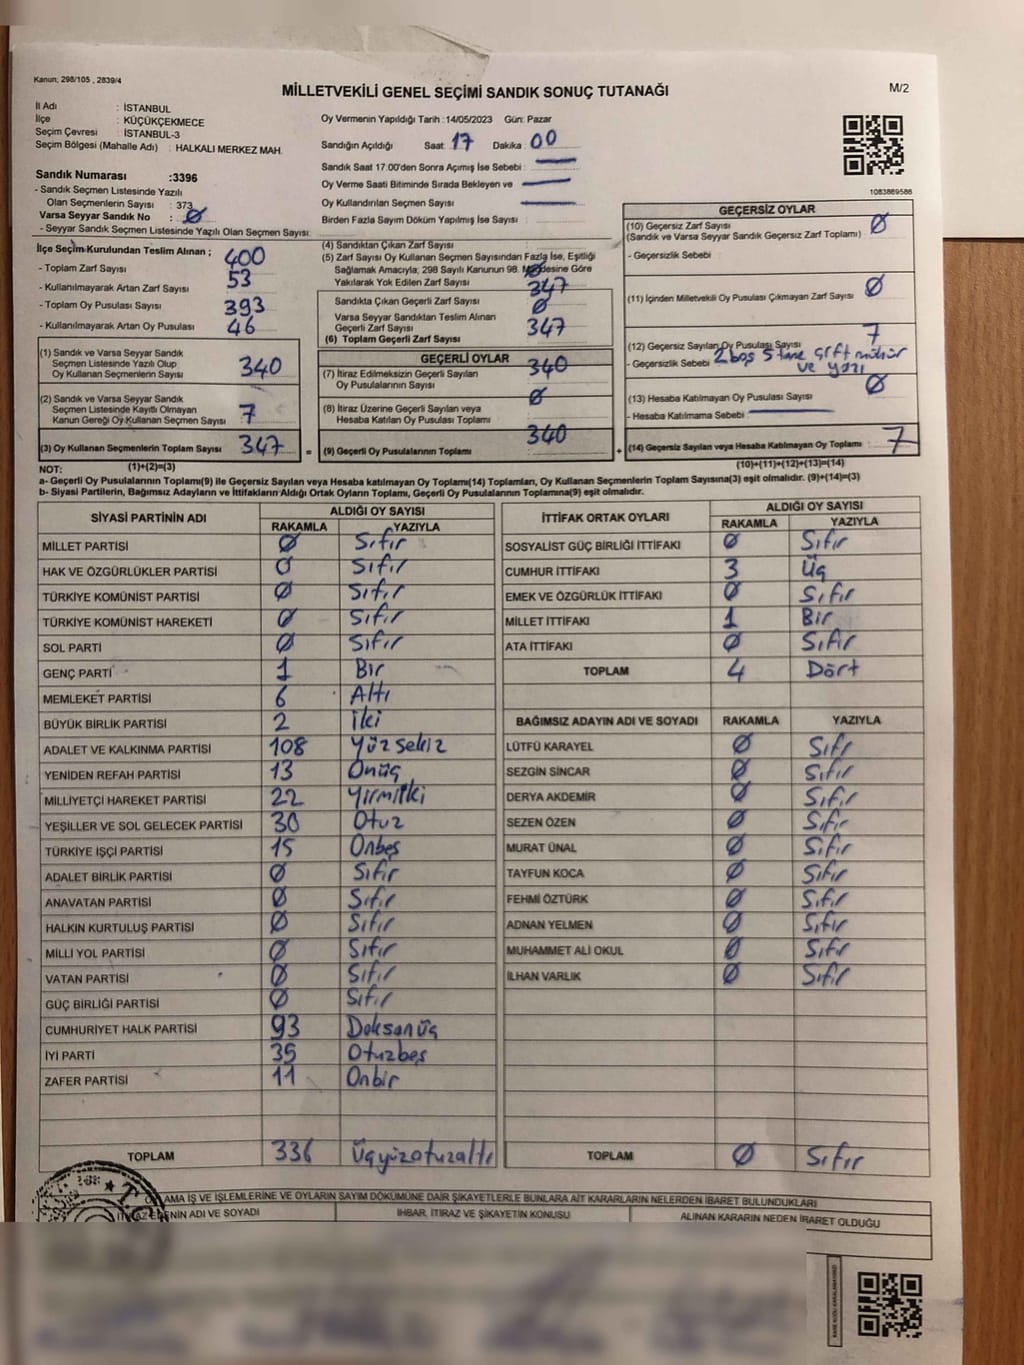 Kanun; 298/105 , 2839/4
MİLLETVEKİLİ GENEL SEÇİMİ SANDIK SONUÇ TUTANAĞI
M/2
İl Adı : İSTANBUL
İlçe : KÜÇÜKÇEKMECE
Seçim Çevresi : İSTANBUL-3
Seçim Bölgesi (Mahalle Adı) : HALKALI MERKEZ MAH.
Oy Vermenin Yapıldığı Tarih :14/05/2023 Gün: Pazar
Sandığın Açıldığı Saat: 17 Dakika : 00
Sandık Saat 17:00'den Sonra Açımış İse Sebebi :
Oy Verme Saati Bitiminde Sırada Bekleyen ve
Oy Kullandırılan Seçmen Sayısı :
Birden Fazla Sayım Döküm Yapılmış İse Sayısı :
1083889586
Sandık Numarası :3396
- Sandık Seçmen Listesinde Yazılı
Olan Seçmenlerin Sayısı : 373
Varsa Seyyar Sandık No : Ø
- Seyyar Sandık Seçmen Listesinde Yazılı Olan Seçmen Sayısı:
İlçe Seçim Kurulundan Teslim Alınan ;
- Toplam Zarf Sayısı : 400
- Kullanılmayarak Artan Zarf Sayısı : 53
- Toplam Oy Pusulası Sayısı : 393
- Kullanılmayarak Artan Oy Pusulası : 46
(1) Sandık ve Varsa Seyyar Sandık
Seçmen Listesinde Yazılı Olup
Oy Kullanan Seçmenlerin Sayısı : 340
(2) Sandık ve Varsa Seyyar Sandık
Seçmen Listesinde Kayıtlı Olmayan
Kanun Gereği Oy Kullanan Seçmen Sayısı : 7
(3) Oy Kullanan Seçmenlerin Toplam Sayısı : 347 =
(4) Sandıktan Çıkan Zarf Sayısı :
(5) Zarf Sayısı Oy Kullanan Seçmen Sayısından Fazla İse, Eşitliği
Sağlamak Amacıyla; 298 Sayılı Kanunun 98. Maddesine Göre
Yakılarak Yok Edilen Zarf Sayısı : Ø
Sandıkta Çıkan Geçerli Zarf Sayısı : 347
Varsa Seyyar Sandıktan Teslim Alınan
Geçerli Zarf Sayısı : Ø
(6) Toplam Geçerli Zarf Sayısı : 347
GEÇERLİ OYLAR
(7) İtiraz Edilmeksizin Geçerli Sayılan
Oy Pusulalarının Sayısı : 340
(8) İtiraz Üzerine Geçerli Sayılan veya
Hesaba Katılan Oy Pusulası Toplamı : Ø
(9) Geçerli Oy Pusulalarının Toplamı : 340 +
GEÇERSİZ OYLAR
(10) Geçersiz Zarf Sayısı : Ø
(Sandık ve Varsa Seyyar Sandık Geçersiz Zarf Toplamı)
- Geçersizlik Sebebi :
(11) İçinden Milletvekili Oy Pusulası Çıkmayan Zarf Sayısı : Ø
(12) Geçersiz Sayılan Oy Pusulası Sayısı : 7
- Geçersizlik Sebebi : 2 boş 5 tane çift mühür
ve yazı
(13) Hesaba Katılmayan Oy Pusulası Sayısı : Ø
- Hesaba Katılmama Sebebi :
(14) Geçersiz Sayılan veya Hesaba Katılmayan Oy Toplamı : 7
NOT: (1)+(2)=(3) (10)+(11)+(12)+(13)=(14)
a- Geçerli Oy Pusulalarının Toplamı(9) ile Geçersiz Sayılan veya Hesaba katılmayan Oy Toplamı(14) Toplamları, Oy Kullanan Seçmenlerin Toplam Sayısına(3) eşit olmalıdır. (9)+(14)=(3)
b- Siyasi Partilerin, Bağımsız Adayların ve İttifakların Aldığı Ortak Oyların Toplamı, Geçerli Oy Pusulalarının Toplamına(9) eşit olmalıdır.
SİYASİ PARTİNİN ADI ALDIĞI OY SAYISI
RAKAMLA YAZIYLA
MİLLET PARTİSİ Ø Sıfır
HAK VE ÖZGÜRLÜKLER PARTİSİ Ø Sıfır
TÜRKİYE KOMÜNİST PARTİSİ Ø Sıfır
TÜRKİYE KOMÜNİST HAREKETİ Ø Sıfır
SOL PARTİ Ø Sıfır
GENÇ PARTİ 1 Bir
MEMLEKET PARTİSİ 6 Altı
BÜYÜK BİRLİK PARTİSİ 2 iki
ADALET VE KALKINMA PARTİSİ 108 Yüzsekiz
YENİDEN REFAH PARTİSİ 13 Onüç
MİLLİYETÇİ HAREKET PARTİSİ 22 Yirmiiki
YEŞİLLER VE SOL GELECEK PARTİSİ 30 Otuz
TÜRKİYE İŞÇİ PARTİSİ 15 Onbeş
ADALET BİRLİK PARTİSİ Ø Sıfır
ANAVATAN PARTİSİ Ø Sıfır
HALKIN KURTULUŞ PARTİSİ Ø Sıfır
MİLLİ YOL PARTİSİ Ø Sıfır
VATAN PARTİSİ Ø Sıfır
GÜÇ BİRLİĞİ PARTİSİ Ø Sıfır
CUMHURİYET HALK PARTİSİ 93 Doksanüç
İYİ PARTİ 35 Otuzbeş
ZAFER PARTİSİ 11 Onbir
TOPLAM 336 Üçyüzotuzaltı
İTTİFAK ORTAK OYLARI ALDIĞI OY SAYISI
RAKAMLA YAZIYLA
SOSYALİST GÜÇ BİRLİĞİ İTTİFAKI Ø Sıfır
CUMHUR İTTİFAKI 3 Üç
EMEK VE ÖZGÜRLÜK İTTİFAKI Ø Sıfır
MİLLET İTTİFAKI 1 Bir
ATA İTTİFAKI Ø Sıfır
TOPLAM 4 Dört
BAĞIMSIZ ADAYIN ADI VE SOYADI RAKAMLA YAZIYLA
LÜTFÜ KARAYEL Ø Sıfr
SEZGİN SİNCAR Ø Sıfır
DERYA AKDEMİR Ø Sıfır
SEZEN ÖZEN Ø Sıfır
MURAT ÜNAL Ø Sıfır
TAYFUN KOCA Ø Sıfır
FEHMİ ÖZTÜRK Ø Sıfır
ADNAN YELMEN Ø Sıfır
MUHAMMET ALİ OKUL Ø Sıfır
İLHAN VARLIK Ø Sıfır
TOPLAM Ø Sıfır
AMA İŞ VE İŞLEMLERİNE VE OYLARIN SAYIM DÖKÜMÜNE DAİR ŞİKAYETLERLE BUNLARA AİT KARARLARIN NELERDEN İBARET BULUNDUKLARI
İTİRAZ EDENİN ADI VE SOYADI İHBAR, İTİRAZ VE ŞİKAYETİN KONUSU ALINAN KARARIN NEDEN İBARET OLDUĞU